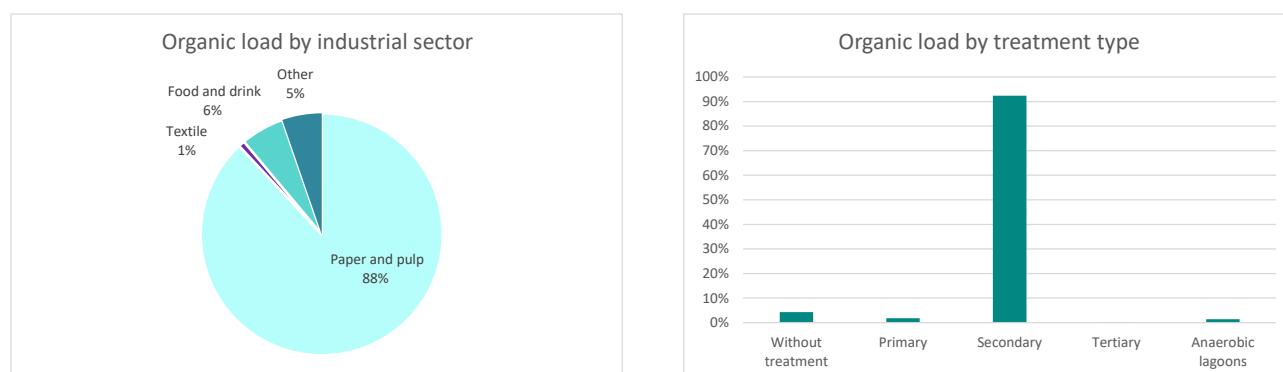 Organic load by industrial sector
Other
5%
Food and drink
6%
Textile
1%
Paper and pulp
88%
Organic load by treatment type
100%
90%
80%
70%
60%
50%
40%
30%
20%
10%
0%
Without
treatment
Primary
Secondary
Tertiary
Anaerobic
lagoons